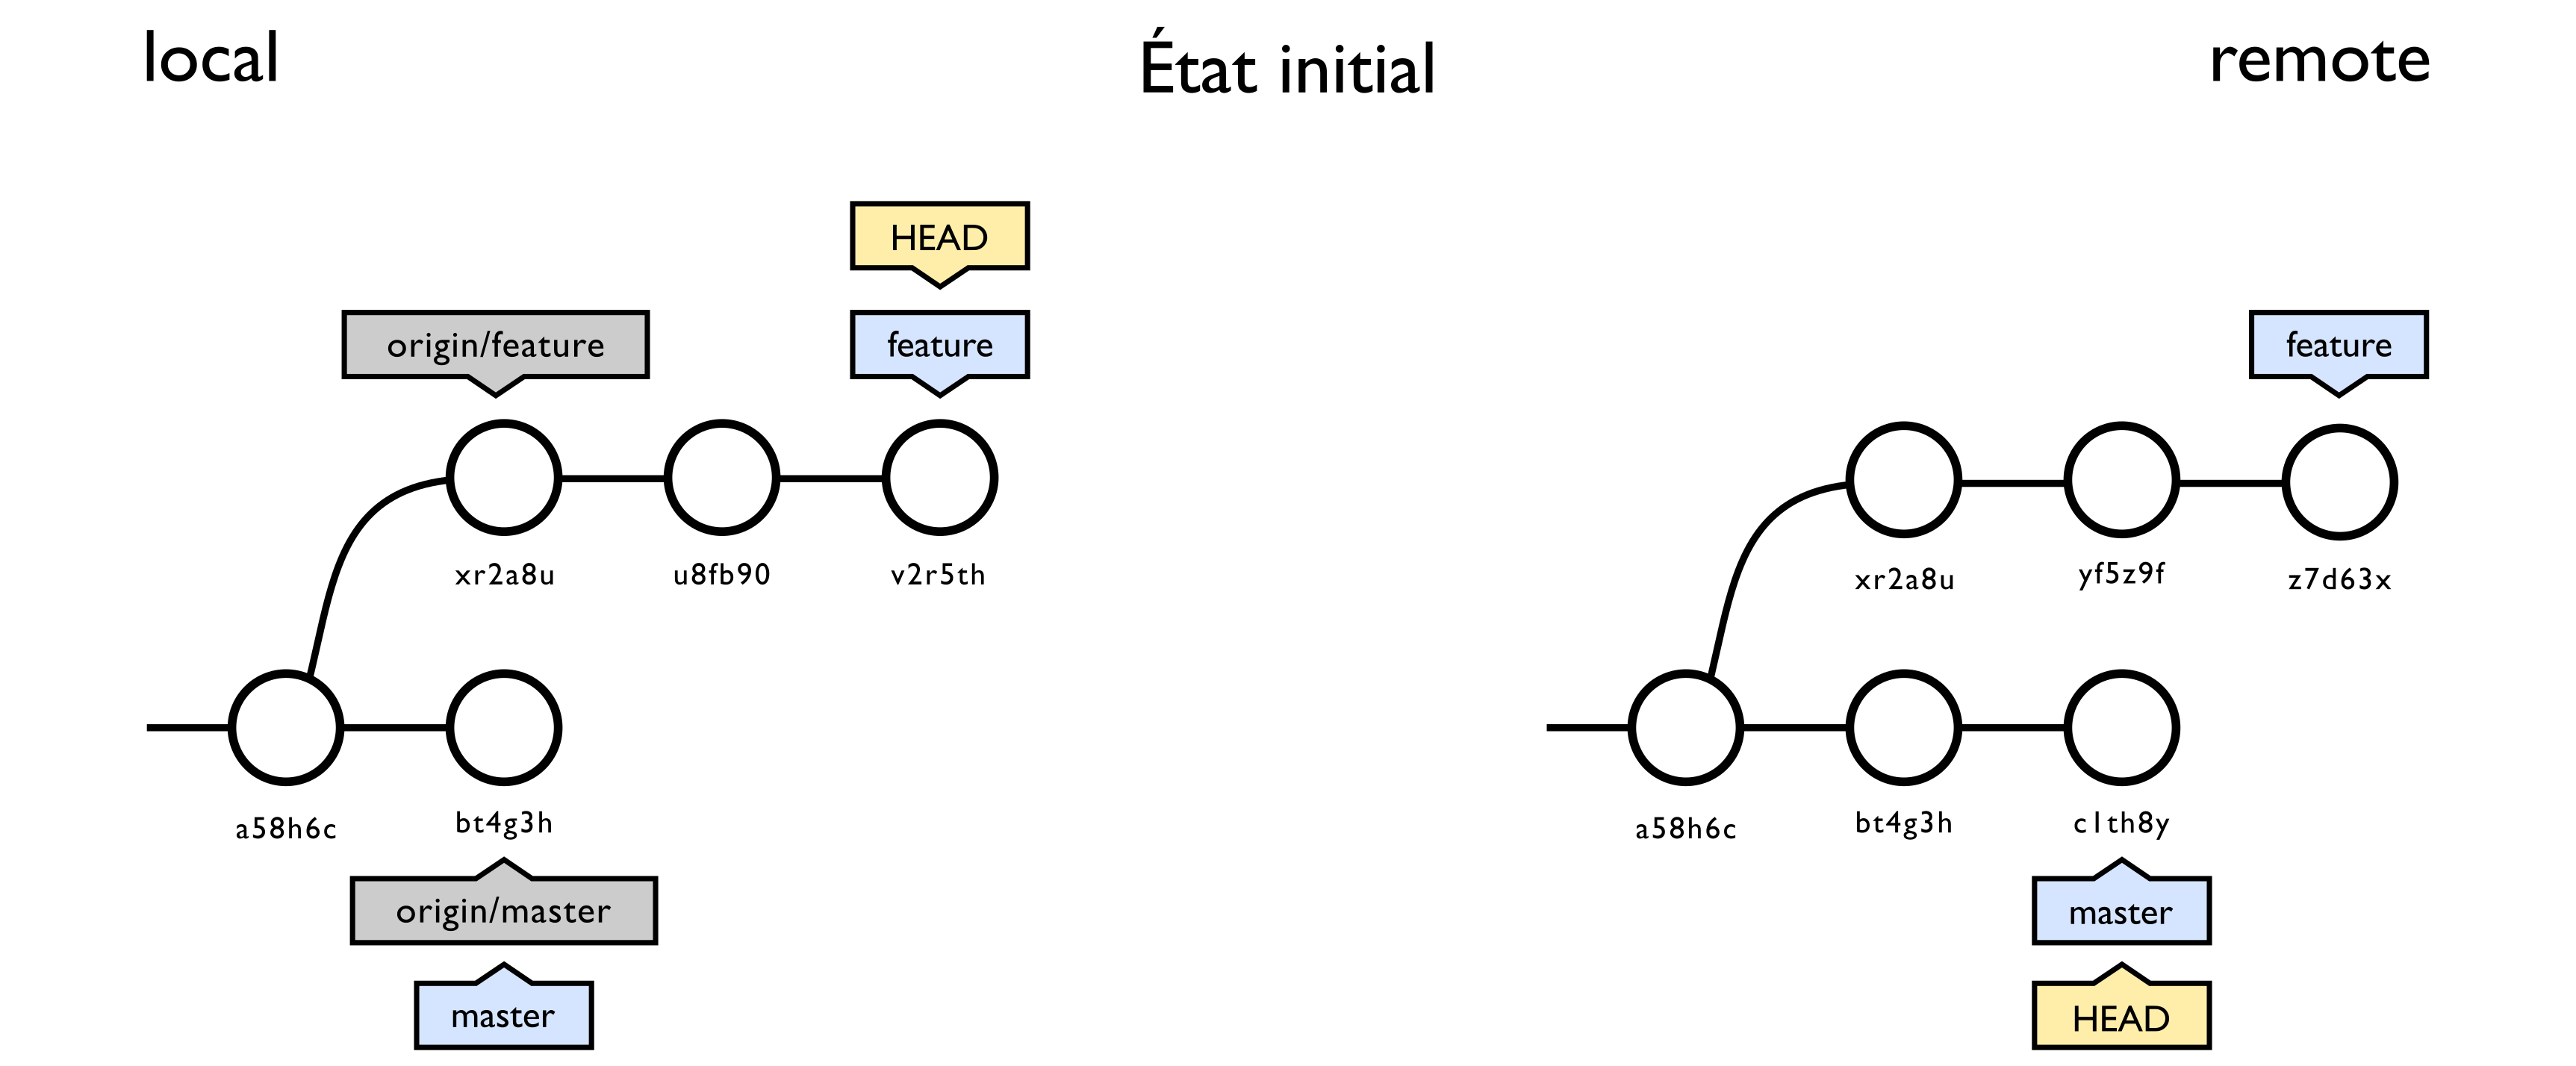 local
État initial
remote
HEAD
origin/feature
feature
feature
xr2a8u
u8fb90
v2r5th
xr2a8u
yf5z9f
z7d63x
a58h6c
bt4g3h
a58h6c
bt4g3h
c1th8y
origin/master
master
master
HEAD